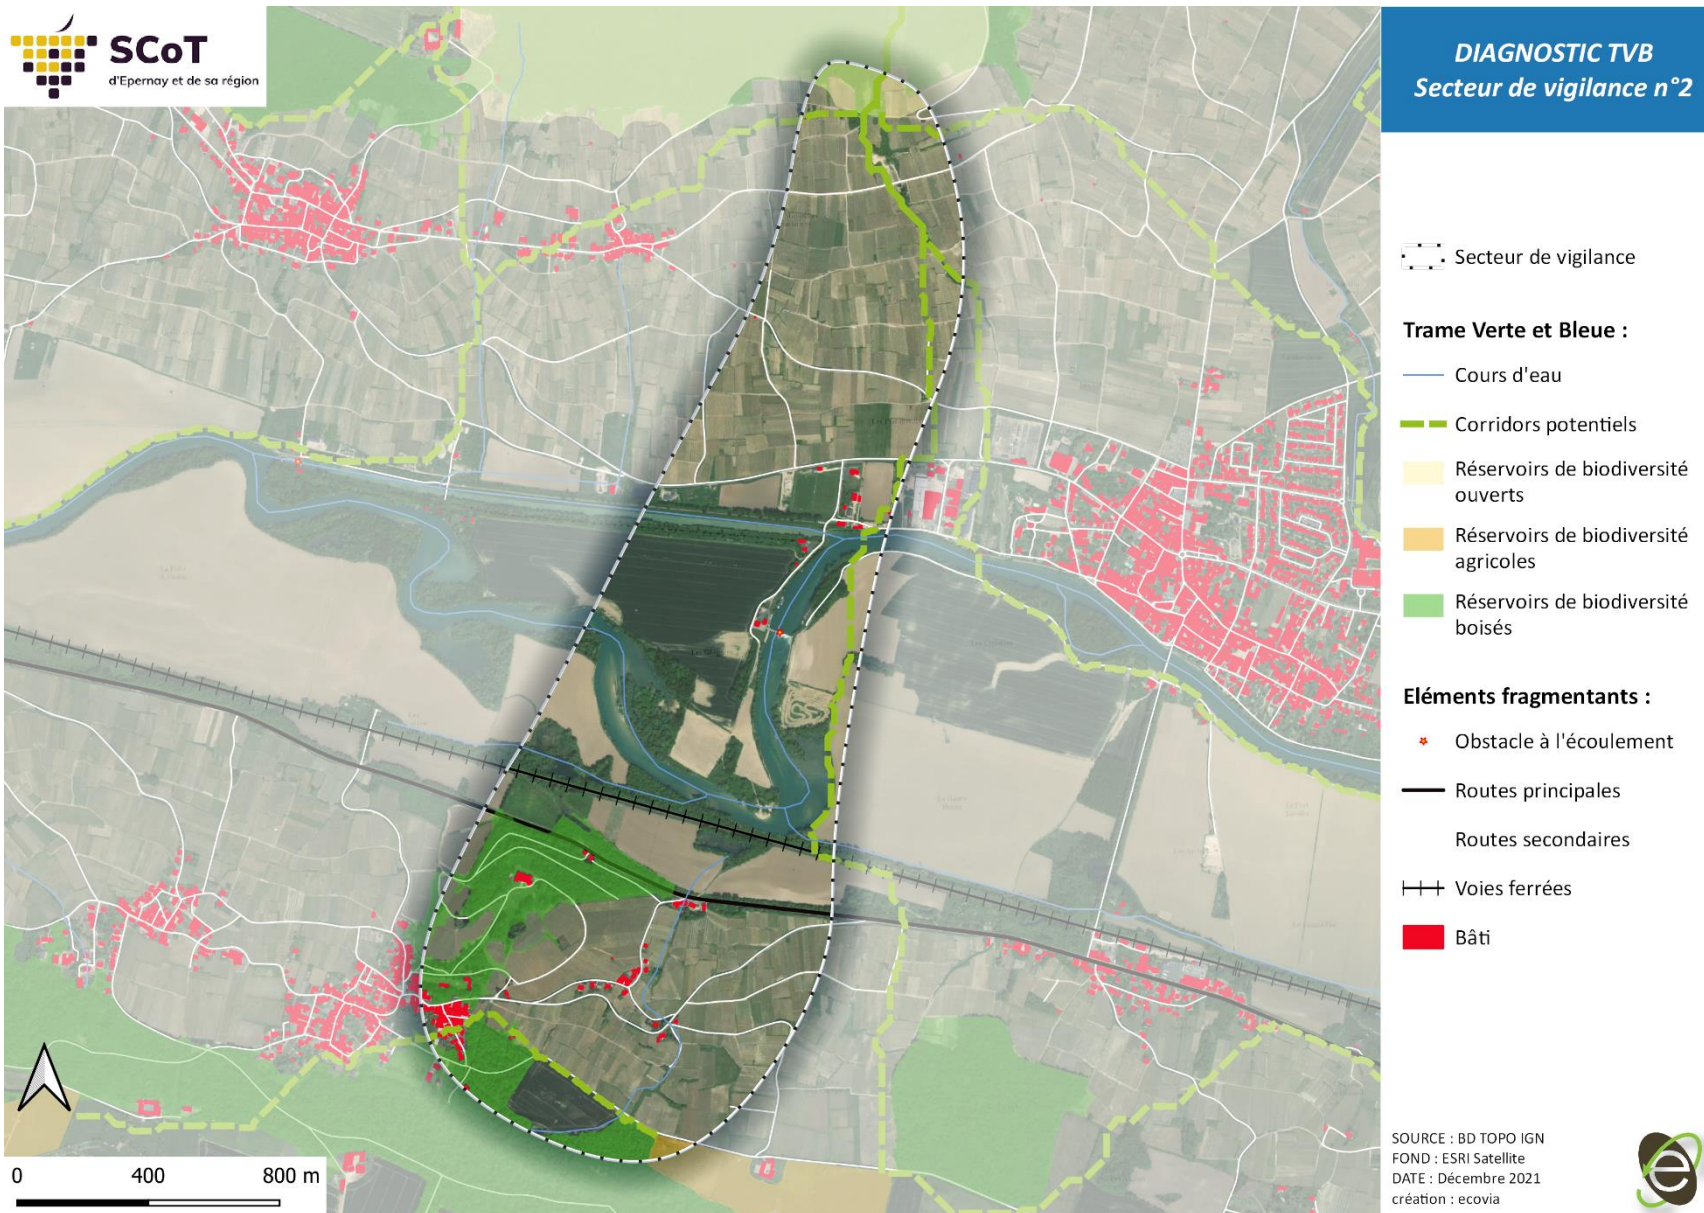 SCoT
d'Epernay et de sa région
DIAGNOSTIC TVB
Secteur de vigilance n°2
Secteur de vigilance
Trame Verte et Bleue :
Cours d'eau
Corridors potentiels
Réservoirs de biodiversité
ouverts
Réservoirs de biodiversité
agricoles
Réservoirs de biodiversité
boisés
Eléments fragmentants :
Obstacle à l'écoulement
Routes principales
Routes secondaires
Voies ferrées
Bâti
0 400 800 m
SOURCE : BD TOPO IGN
FOND : ESRI Satellite
DATE : Décembre 2021
création : ecovia
e